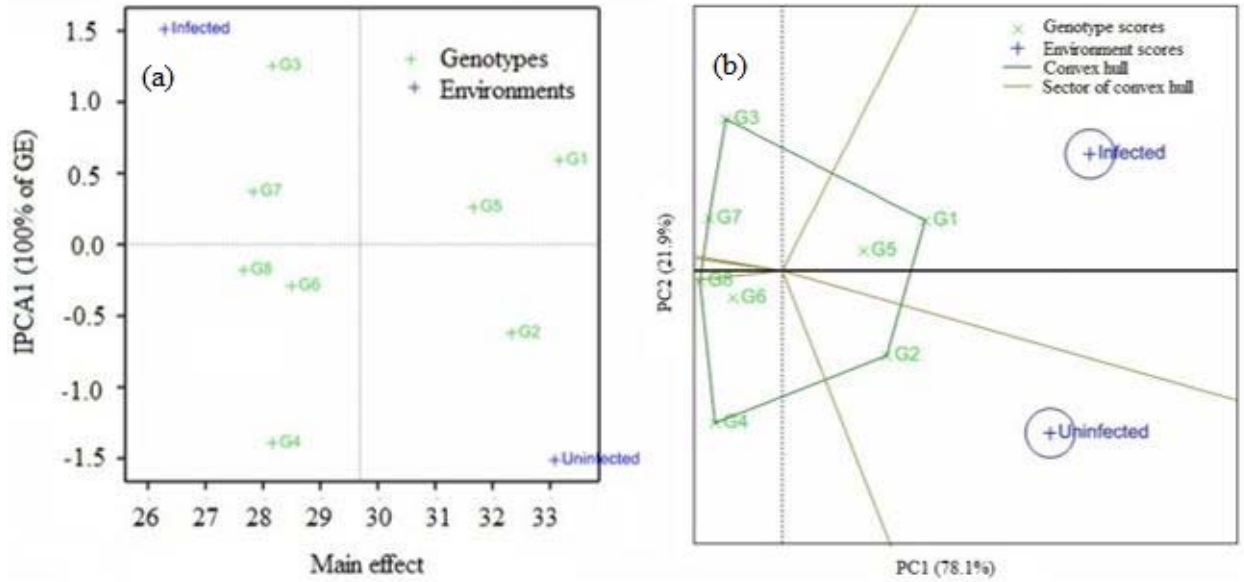 (a)
IPCA1 (100% of GE)
1.5
1.0
0.5
0.0
-0.5
-1.0
-1.5
26 27 28 29 30 31 32 33
Main effect
Infected
G3
Genotypes
Environments
G1
G7
G5
G8
G6
G2
G4
Uninfected
(b)
Genotype scores
Environment scores
Convex hull
Sector of convex hull
G3
Infected
G7
G1
G5
G8
G6
G2
G4
Uninfected
PC2 (21.9%)
PC1 (78.1%)